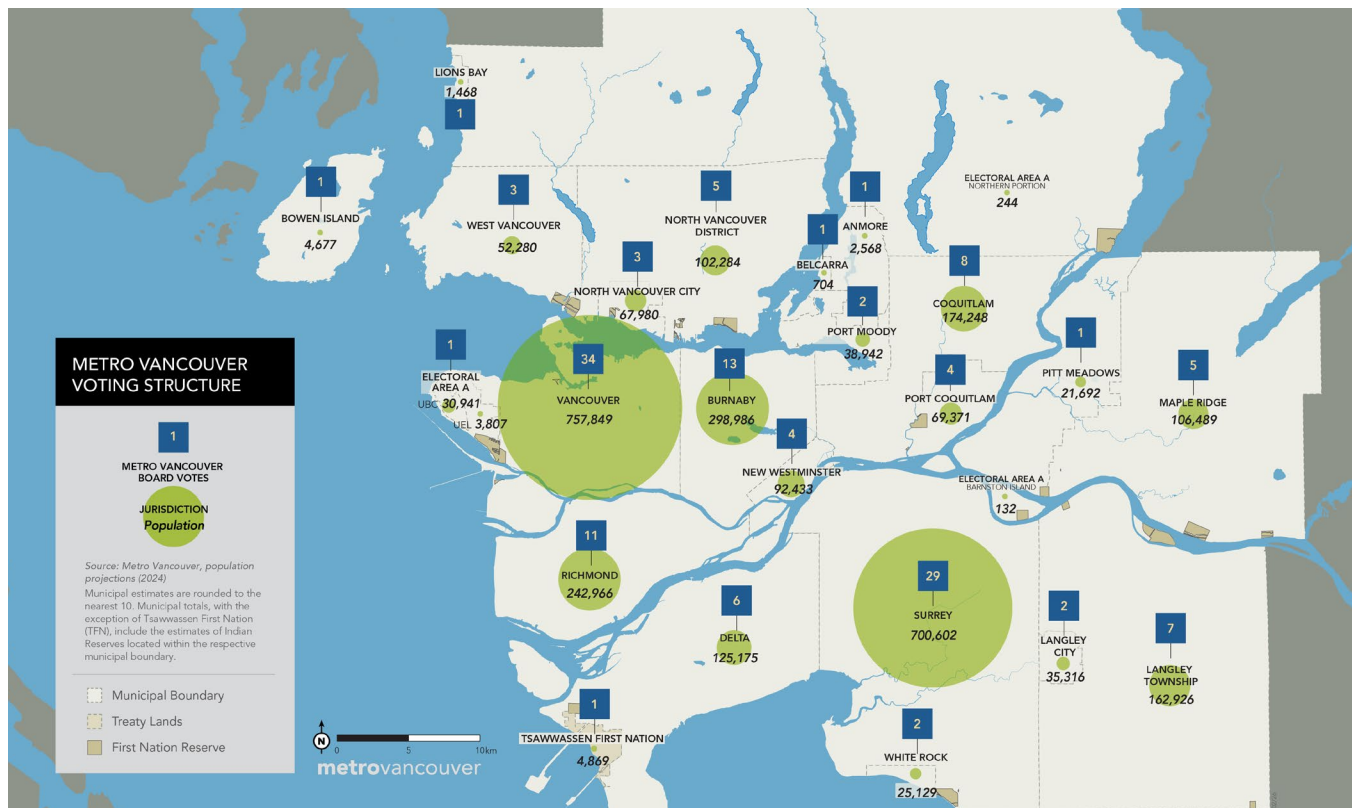 LIONS BAY
1,468
1
1
BOWEN ISLAND
4,677
3
WEST VANCOUVER
52,280
5
NORTH VANCOUVER
DISTRICT
102,284
3
NORTH VANCOUVER CITY
67,980
1
BELCARRA
704
1
ANMORE
2,568
ELECTORAL AREA A
NORTHERN PORTION
244
8
COQUITLAM
174,248
2
PORT MOODY
38,942
1
PITT MEADOWS
21,692
5
MAPLE RIDGE
106,489
4
PORT COQUITLAM
69,371
1
ELECTORAL
AREA A
UBC 30,941
UEL 3,807
34
VANCOUVER
757,849
13
BURNABY
298,986
4
NEW WESTMINSTER
92,433
ELECTORAL AREA A
BARNSTON ISLAND
132
11
RICHMOND
242,966
6
DELTA
125,175
29
SURREY
700,602
2
LANGLEY
CITY
35,316
7
LANGLEY
TOWNSHIP
162,926
1
TSAWWASSEN FIRST NATION
4,869
2
WHITE ROCK
25,129
METRO VANCOUVER
VOTING STRUCTURE
1
METRO VANCOUVER
BOARD VOTES
JURISDICTION
Population
Source: Metro Vancouver, population
projections (2024)
Municipal estimates are rounded to the
nearest 10. Municipal totals, with the
exception of Tsawwassen First Nation
(TFN), include the estimates of Indian
Reserves located within the respective
municipal boundary.
Municipal Boundary
Treaty Lands
First Nation Reserve
N
0 5 10km
metrovancouver